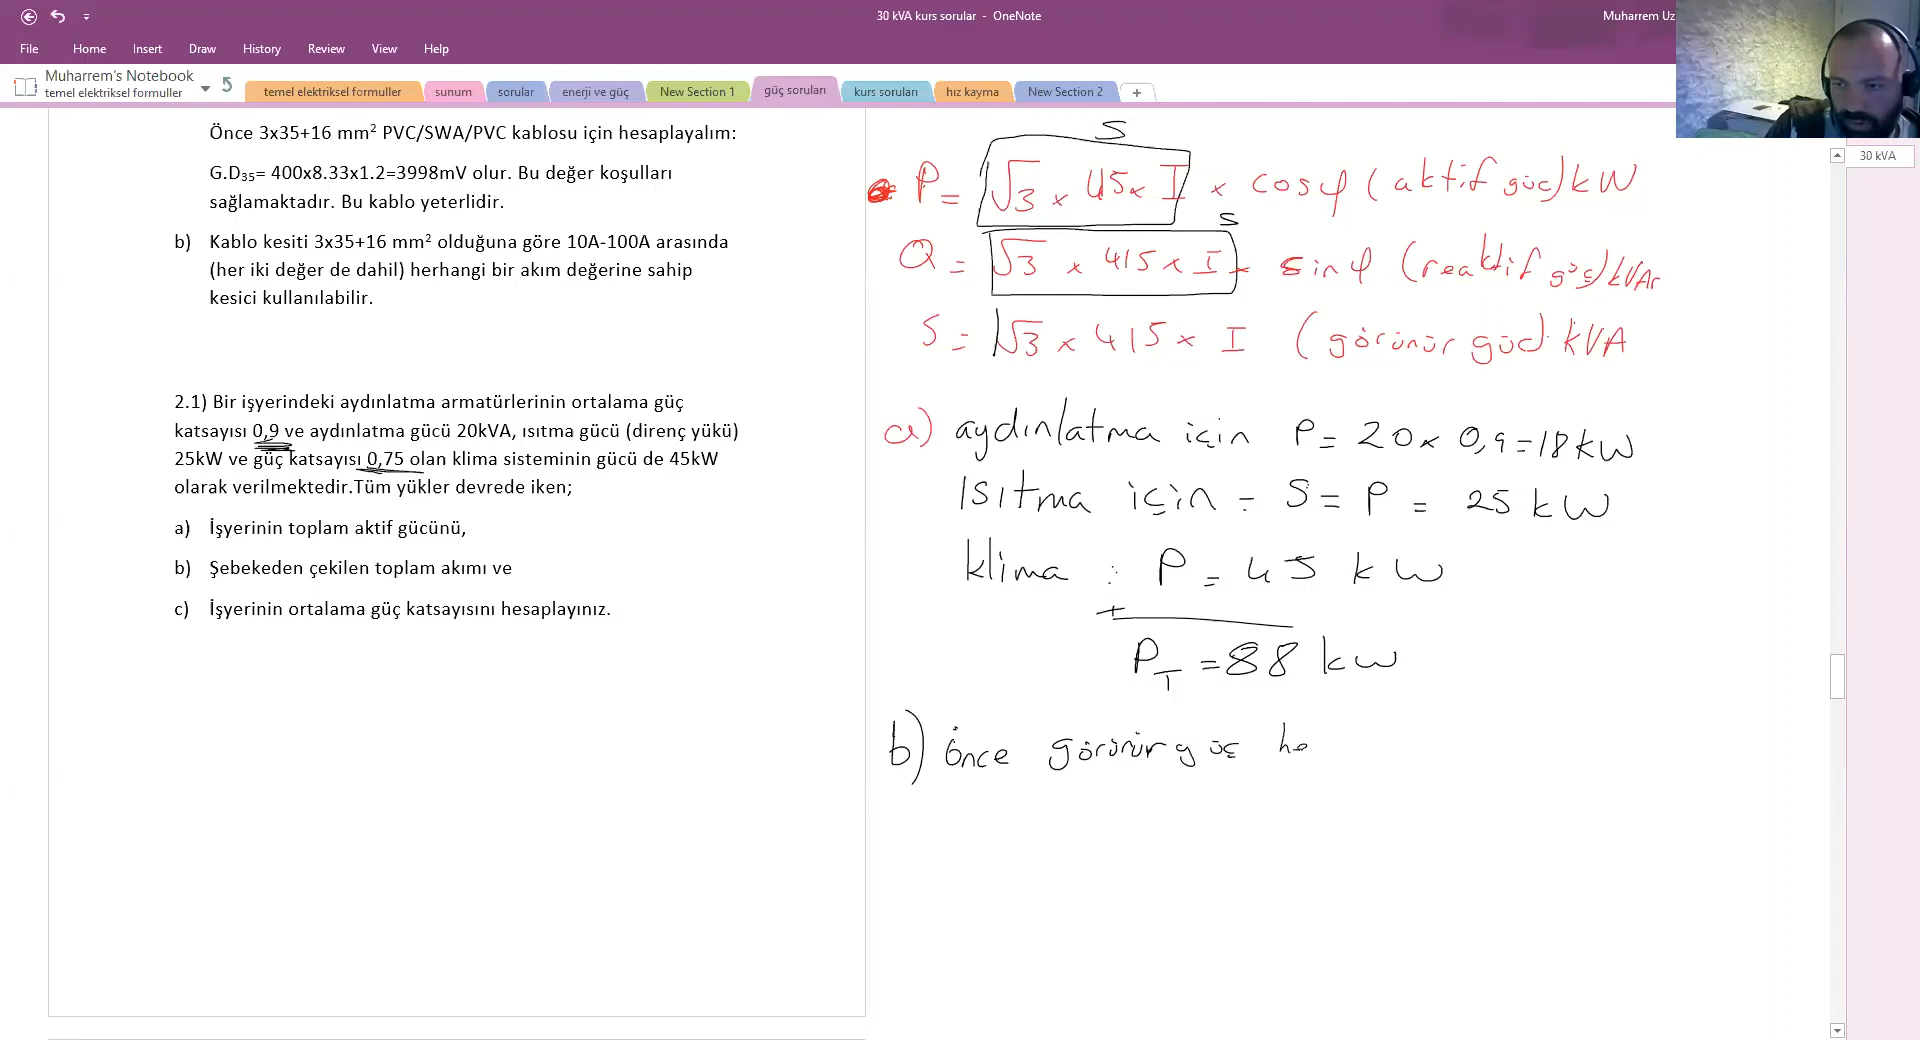 30 kVA kurs sorular - OneNote
Muharrem Uz
File Home Insert Draw History Review View Help
Muharrem's Notebook
temel elektriksel formuller
temel elektriksel formuller sunum sorular enerji ve güç New Section 1 güç soruları kurs soruları hız kayma New Section 2 +
30 kVA
Önce 3x35+16 mm² PVC/SWA/PVC kablosu için hesaplayalım:
G.D₃₅= 400x8.33x1.2=3998mV olur. Bu değer koşulları
sağlamaktadır. Bu kablo yeterlidir.
b) Kablo kesiti 3x35+16 mm² olduğuna göre 10A-100A arasında
(her iki değer de dahil) herhangi bir akım değerine sahip
kesici kullanılabilir.
2.1) Bir işyerindeki aydınlatma armatürlerinin ortalama güç
katsayısı 0,9 ve aydınlatma gücü 20kVA, ısıtma gücü (direnç yükü)
25kW ve güç katsayısı 0,75 olan klima sisteminin gücü de 45kW
olarak verilmektedir.Tüm yükler devrede iken;
a) İşyerinin toplam aktif gücünü,
b) Şebekeden çekilen toplam akımı ve
c) İşyerinin ortalama güç katsayısını hesaplayınız.
S
P = √3 x 45 x I x cosφ (aktif güç) kW
S
Q = √3 x 415 x I x sinφ (reaktif güç) kVAr
S = √3 x 415 x I (görünür güç) kVA
a) aydınlatma için P = 20 x 0,9 = 18 kW
Isıtma için = S = P = 25 kW
klima : P = 45 kW
+
P_T = 88 kw
b) Önce görünür güç he